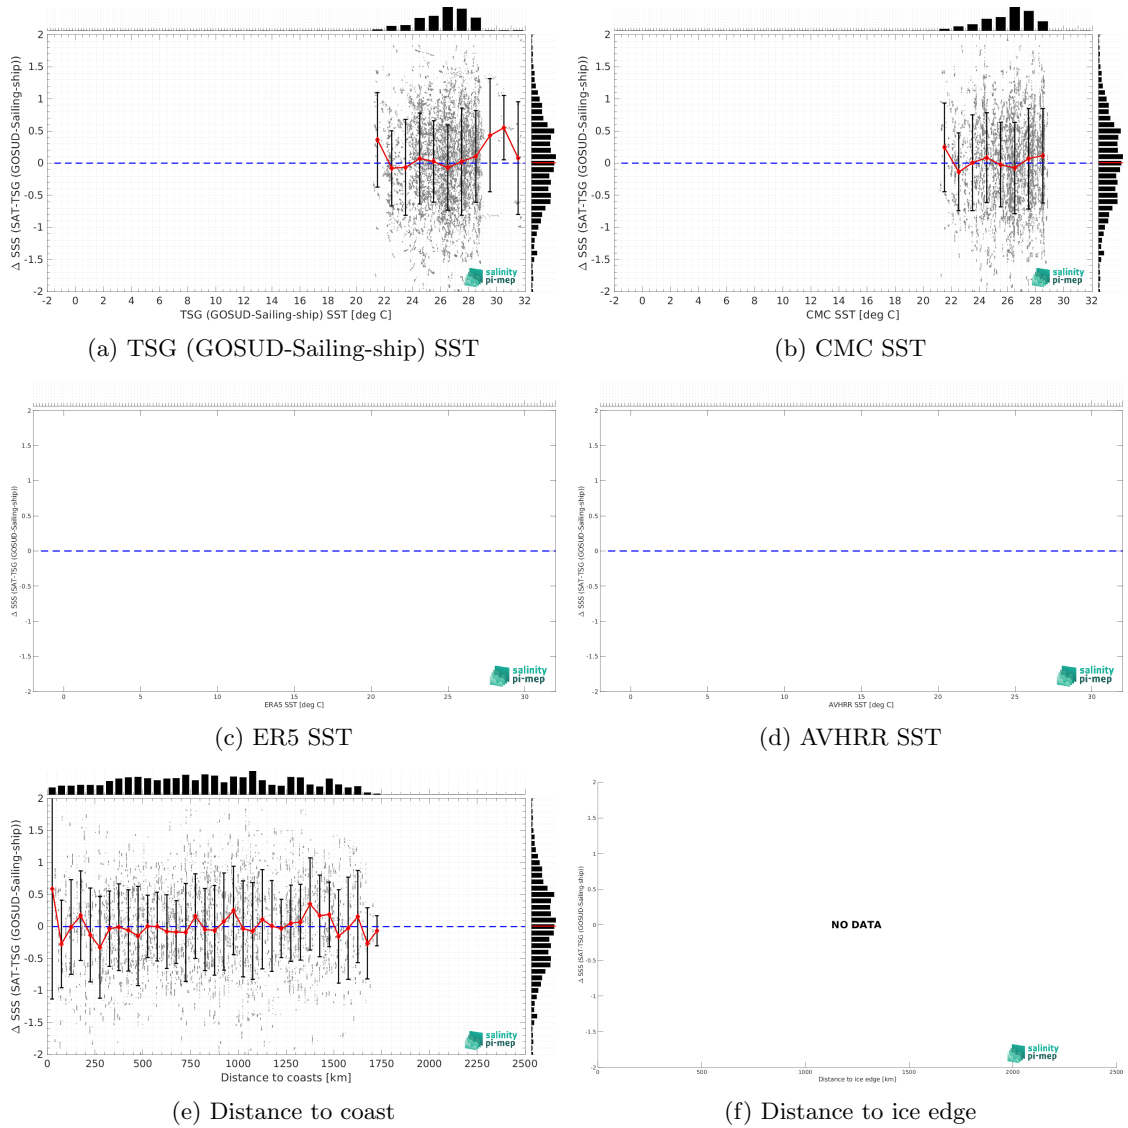 2
1.5
1
0.5
0
-0.5
-1
-1.5
-2
Δ SSS (SAT-TSG (GOSUD-Sailing-ship))
salinity
pi-mep
-2 0 2 4 6 8 10 12 14 16 18 20 22 24 26 28 30 32
TSG (GOSUD-Sailing-ship) SST [deg C]
(a) TSG (GOSUD-Sailing-ship) SST
2
1.5
1
0.5
0
-0.5
-1
-1.5
-2
Δ SSS (SAT-TSG (GOSUD-Sailing-ship))
salinity
pi-mep
-2 0 2 4 6 8 10 12 14 16 18 20 22 24 26 28 30 32
CMC SST [deg C]
(b) CMC SST
2
1.5
1
0.5
0
-0.5
-1
-1.5
-2
Δ SSS (SAT-TSG (GOSUD-Sailing-ship))
salinity
pi-mep
0 5 10 15 20 25 30
ERA5 SST [deg C]
(c) ER5 SST
2
1.5
1
0.5
0
-0.5
-1
-1.5
-2
Δ SSS (SAT-TSG (GOSUD-Sailing-ship))
salinity
pi-mep
0 5 10 15 20 25 30
AVHRR SST [deg C]
(d) AVHRR SST
2
1.5
1
0.5
0
-0.5
-1
-1.5
-2
Δ SSS (SAT-TSG (GOSUD-Sailing-ship))
salinity
pi-mep
0 250 500 750 1000 1250 1500 1750 2000 2250 2500
Distance to coasts [km]
(e) Distance to coast
2
1.5
1
0.5
0
-0.5
-1
-1.5
-2
Δ SSS (SAT-TSG (GOSUD-Sailing-ship))
NO DATA
salinity
pi-mep
0 500 1000 1500 2000 2500
Distance to ice edge [km]
(f) Distance to ice edge